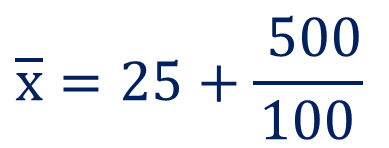 x̅ = 25 + 500/100